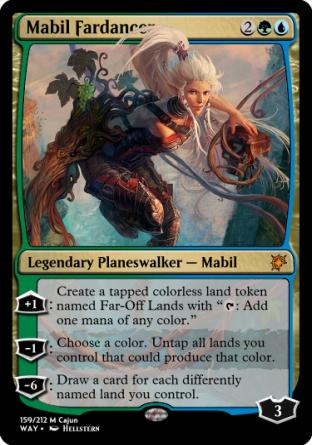 Mabil Fardancer 2
Legendary Planeswalker — Mabil
+1: Create a tapped colorless land token
named Far-Off Lands with “: Add
one mana of any color.”
-1: Choose a color. Untap all lands you
control that could produce that color.
-6: Draw a card for each differently
named land you control.
3
159/212 M Cajun
WAY • Hellstern